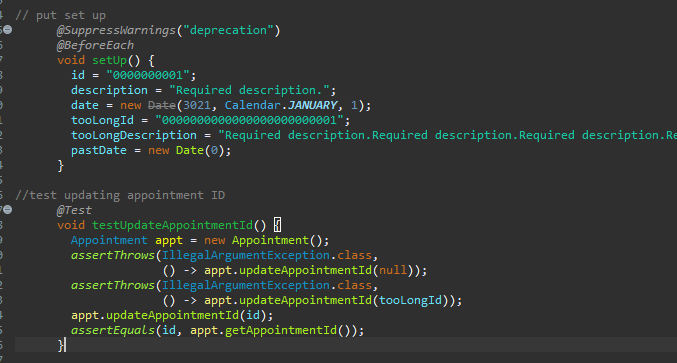 // put set up
@SuppressWarnings("deprecation")
@BeforeEach
void setUp() {
id = "0000000001";
description = "Required description.";
date = new Date(3021, Calendar.JANUARY, 1);
tooLongId = "0000000000000000000000001";
tooLongDescription = "Required description.Required description.Required description.Re
pastDate = new Date(0);
}
//test updating appointment ID
@Test
void testUpdateAppointmentId() {
Appointment appt = new Appointment();
assertThrows(IllegalArgumentException.class,
() -> appt.updateAppointmentId(null));
assertThrows(IllegalArgumentException.class,
() -> appt.updateAppointmentId(tooLongId));
appt.updateAppointmentId(id);
assertEquals(id, appt.getAppointmentId());
}